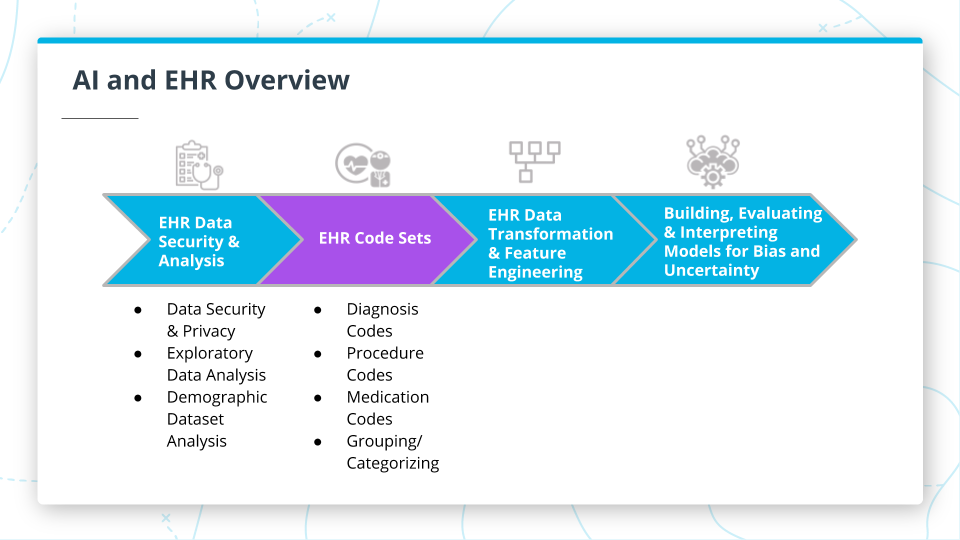 AI and EHR Overview
EHR Data
Security &
Analysis
EHR Code Sets
EHR Data
Transformation
& Feature
Engineering
Building, Evaluating
& Interpreting
Models for Bias and
Uncertainty
● Data Security
& Privacy
● Exploratory
Data Analysis
● Demographic
Dataset
Analysis
● Diagnosis
Codes
● Procedure
Codes
● Medication
Codes
● Grouping/
Categorizing